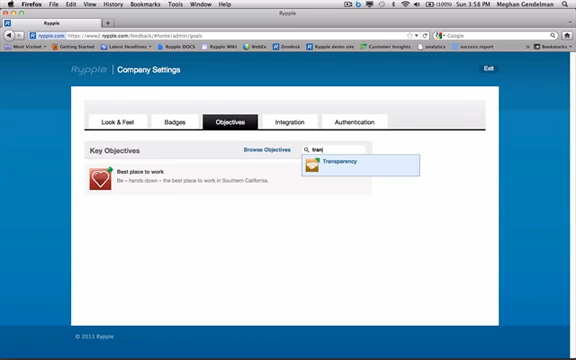 Firefox File Edit View History Bookmarks Tools Window Help (100%) Sun 3:58 PM Meghan Gendelman
Rypple
Rypple
rypple.com https://www2.rypple.com/feedback/#home/admin/goals Google
Most Visited Getting Started Latest Headlines Rypple DOCS Rypple WIKI WebEx Zendesk Rypple demo site Customer Insights analytics success report Bookmarks
Rypple Company Settings Exit
Look & Feel Badges Objectives Integration Authentication
Key Objectives Browse Objectives tran
Transparency
Best place to work
Be – hands down – the best place to work in Southern California.
© 2011 Rypple